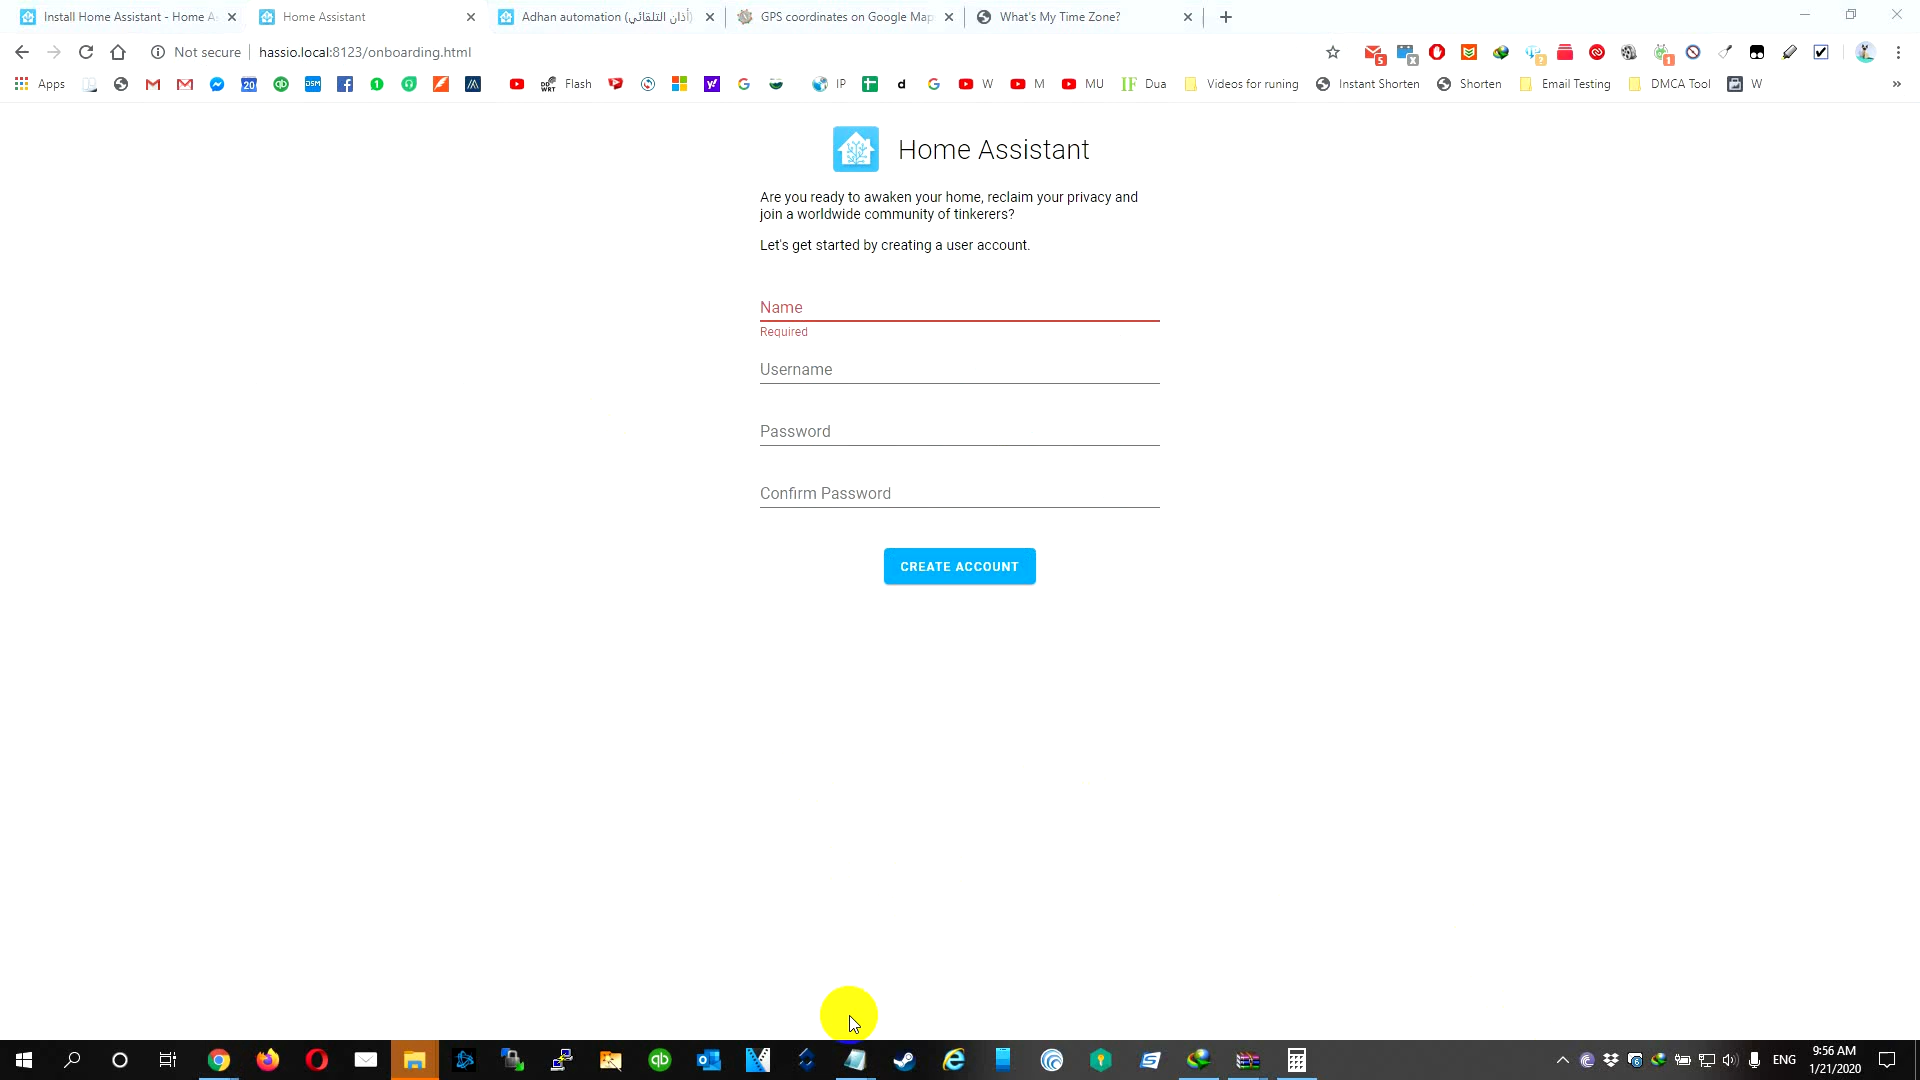 Install Home Assistant - Home A
Home Assistant
Adhan automation (أذان التلقائي)
GPS coordinates on Google Map
What's My Time Zone?
Not secure
hassio.local:8123/onboarding.html
Apps
Flash
IP
W
M
MU
Dua
Videos for runing
Instant Shorten
Shorten
Email Testing
DMCA Tool
W
Home Assistant
Are you ready to awaken your home, reclaim your privacy and
join a worldwide community of tinkerers?
Let's get started by creating a user account.
Name
Required
Username
Password
Confirm Password
CREATE ACCOUNT
ENG
9:56 AM
1/21/2020